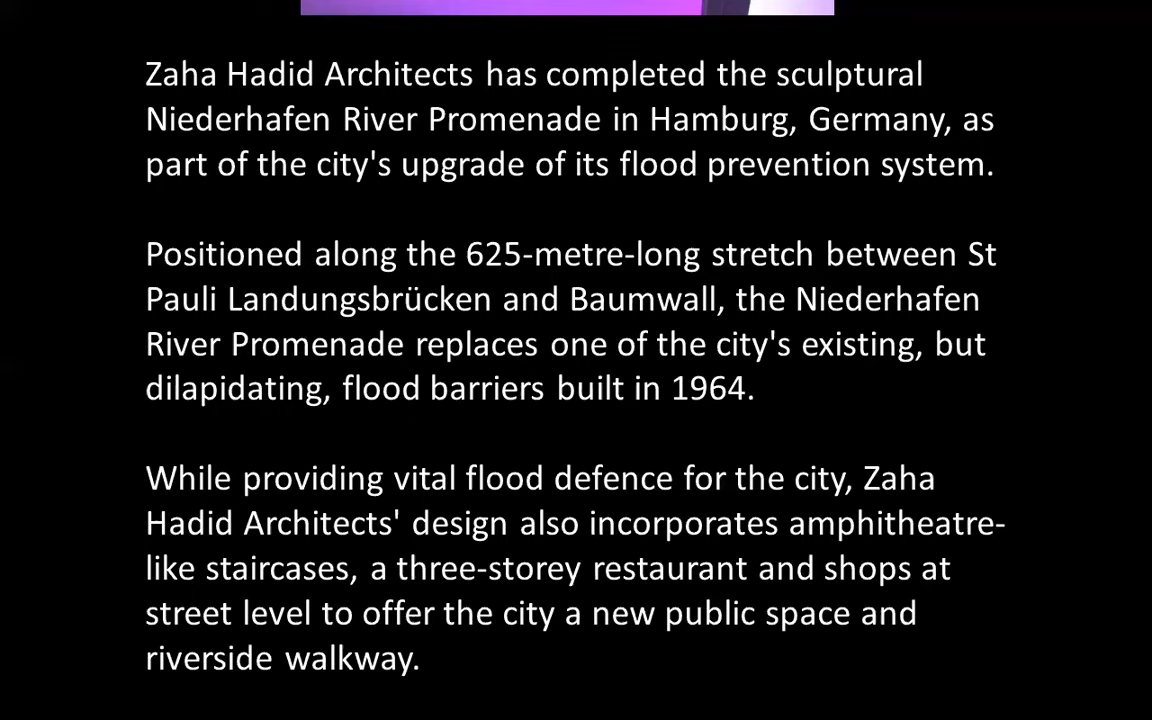 Zaha Hadid Architects has completed the sculptural
Niederhafen River Promenade in Hamburg, Germany, as
part of the city's upgrade of its flood prevention system.
Positioned along the 625-metre-long stretch between St
Pauli Landungsbrücken and Baumwall, the Niederhafen
River Promenade replaces one of the city's existing, but
dilapidating, flood barriers built in 1964.
While providing vital flood defence for the city, Zaha
Hadid Architects' design also incorporates amphitheatre-
like staircases, a three-storey restaurant and shops at
street level to offer the city a new public space and
riverside walkway.